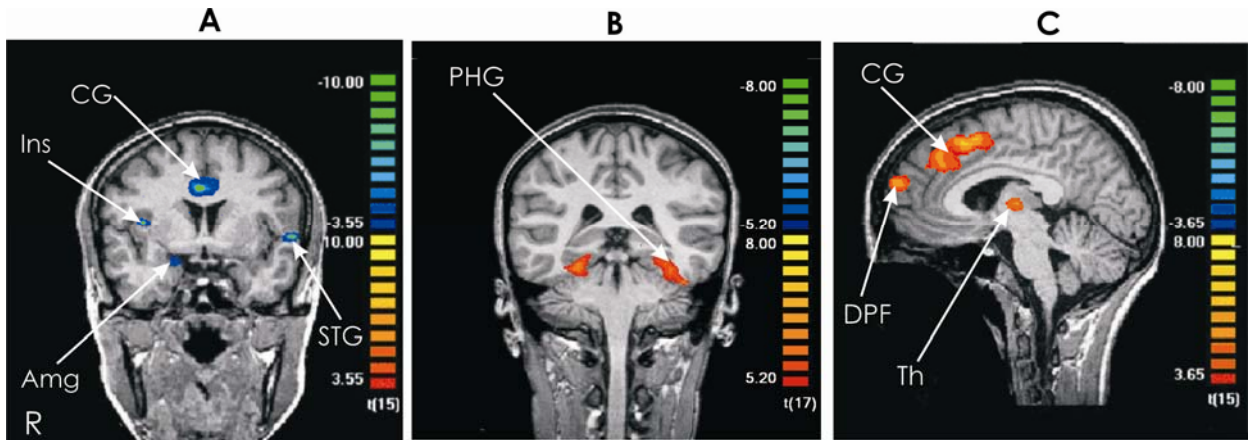 A
B
C
CG
Ins
Amg
STG
R
-10.00
-3.55
10.00
3.55
t(15)
PHG
-8.00
-5.20
8.00
5.20
t(17)
CG
DPF
Th
-8.00
-3.65
8.00
3.65
t(15)